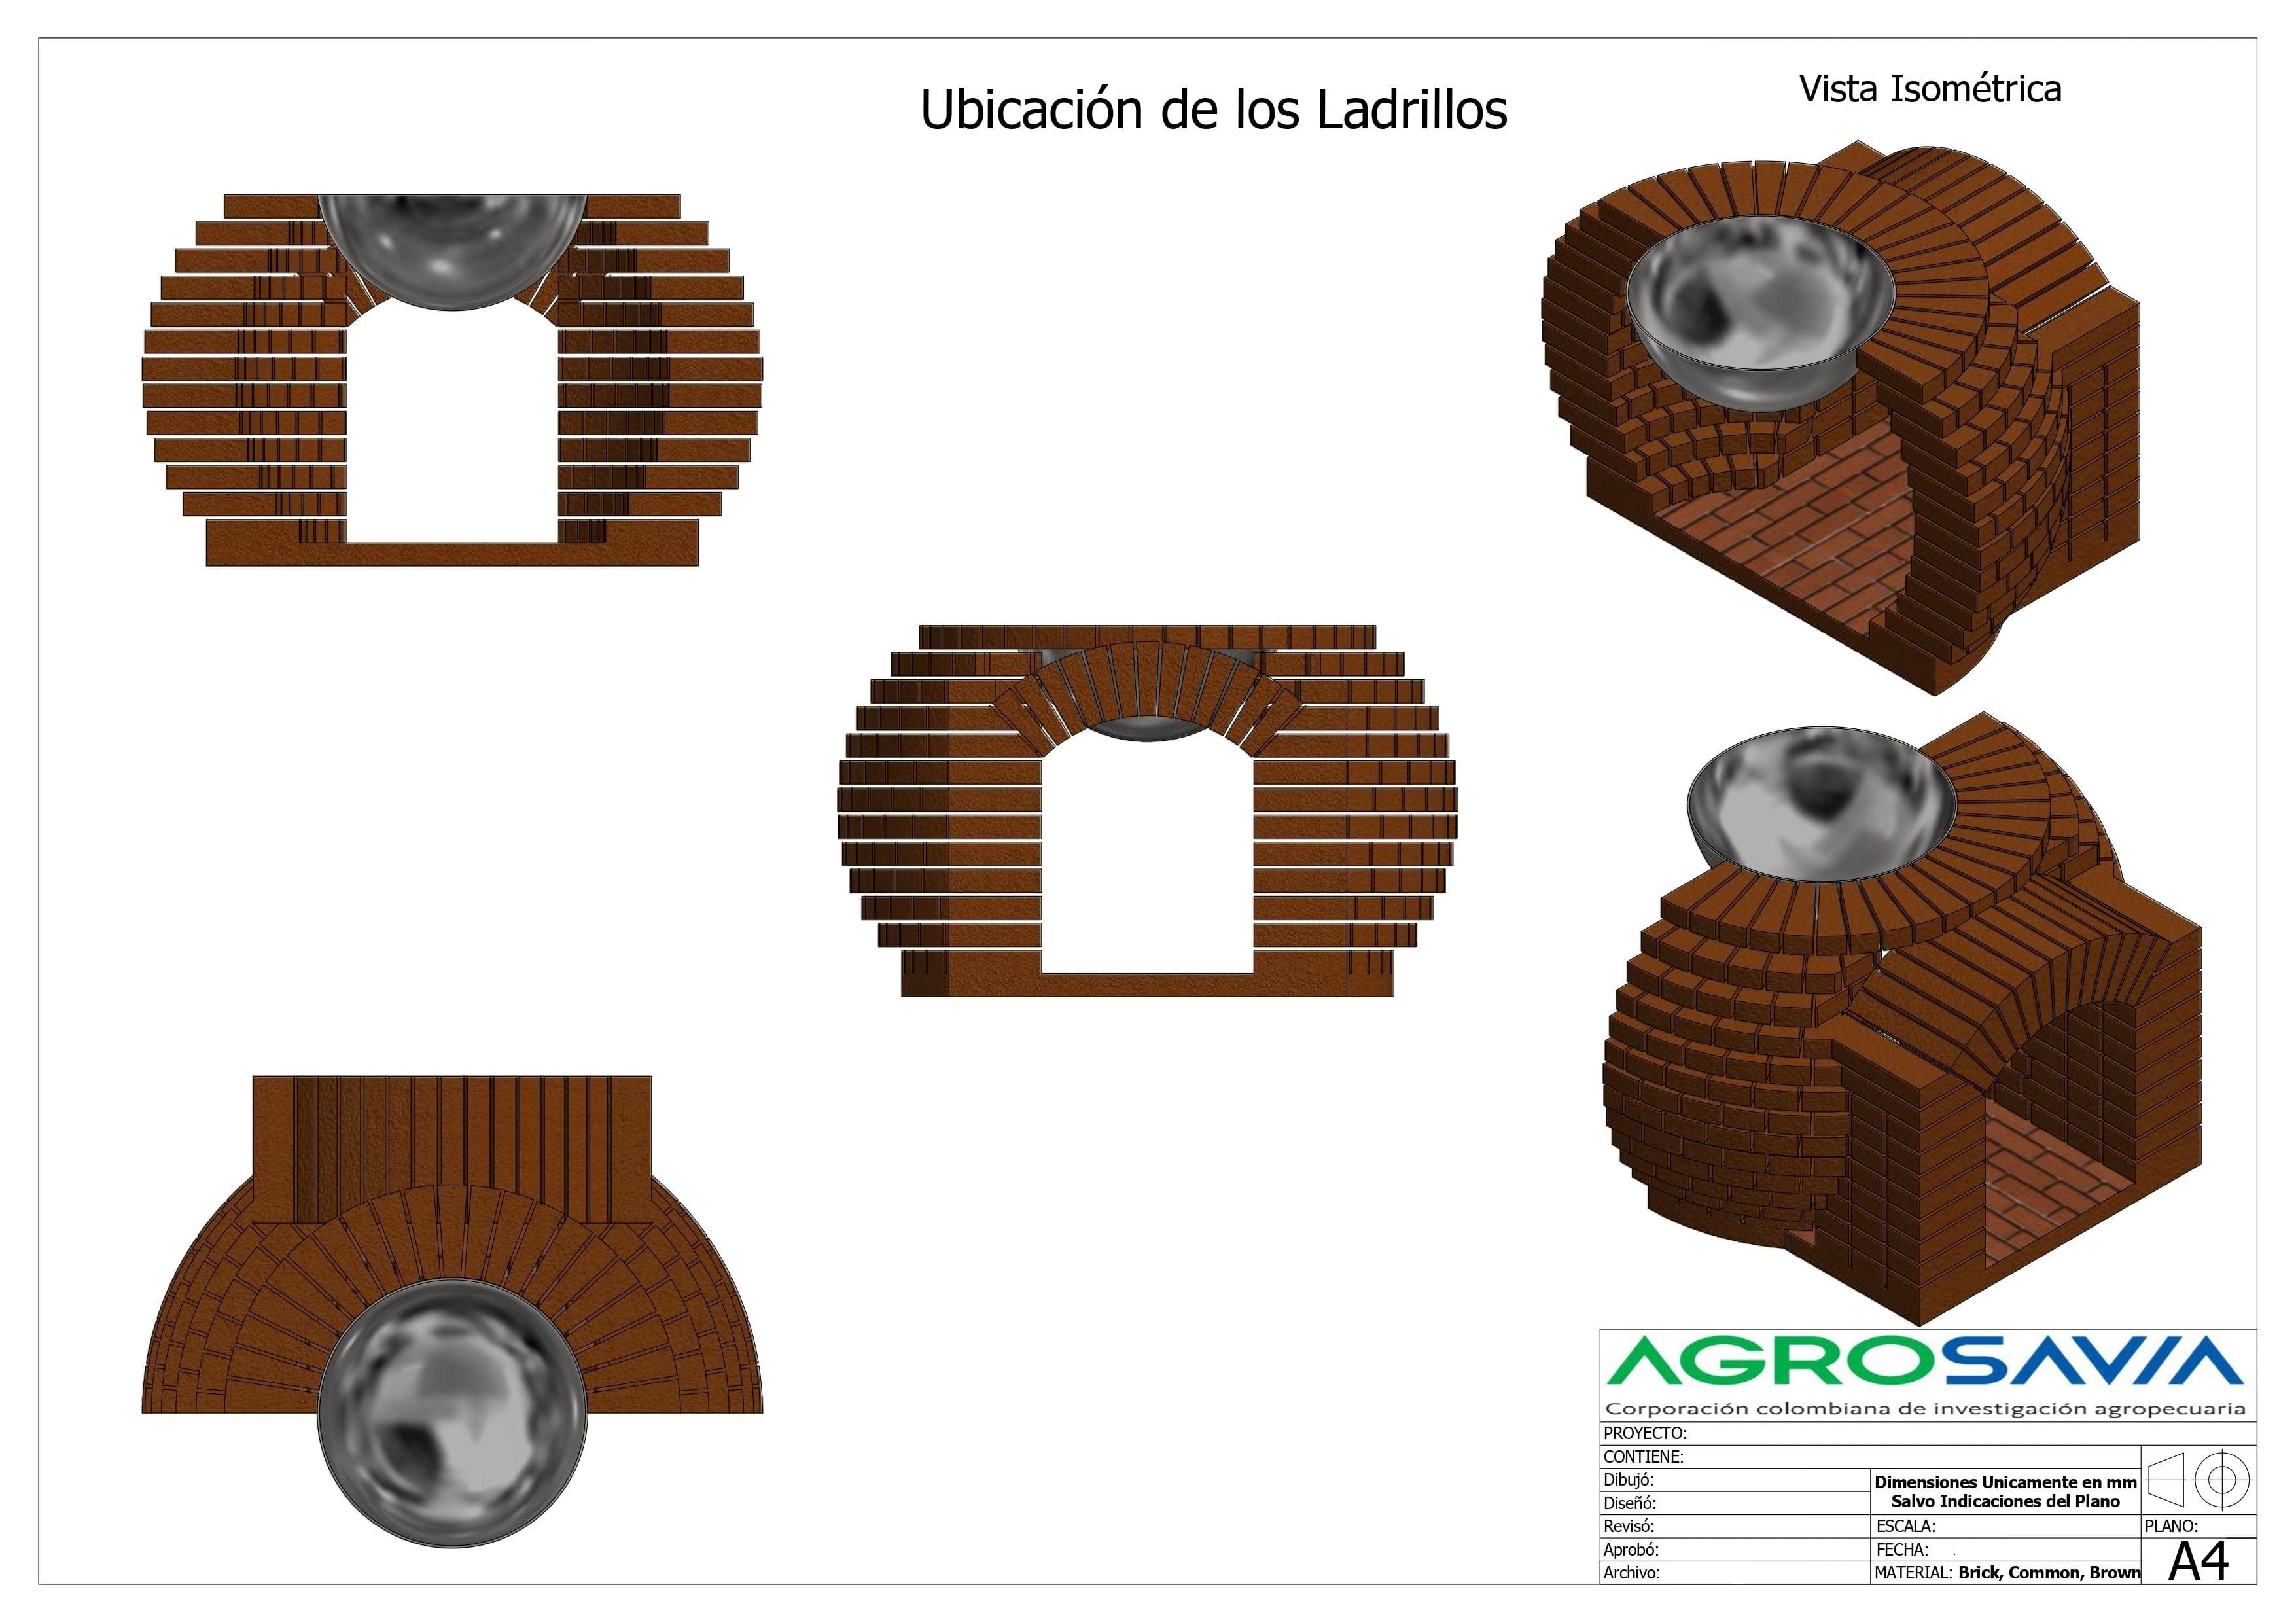 Ubicación de los Ladrillos
Vista Isométrica
AGROSAVIA
Corporación colombiana de investigación agropecuaria
PROYECTO:
CONTIENE:
Dibujó:
Dimensiones Unicamente en mm
Salvo Indicaciones del Plano
Diseñó:
Revisó:
ESCALA:
PLANO:
Aprobó:
FECHA:
A4
Archivo:
MATERIAL: Brick, Common, Brown